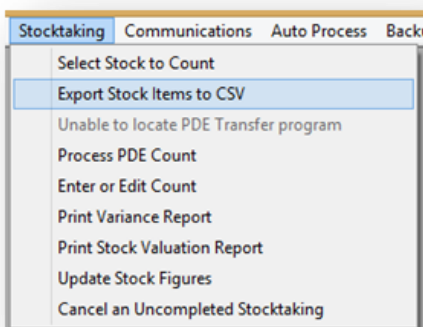 Stocktaking Communications Auto Process
Select Stock to Count
Export Stock Items to CSV
Unable to locate PDE Transfer program
Process PDE Count
Enter or Edit Count
Print Variance Report
Print Stock Valuation Report
Update Stock Figures
Cancel an Uncompleted Stocktaking